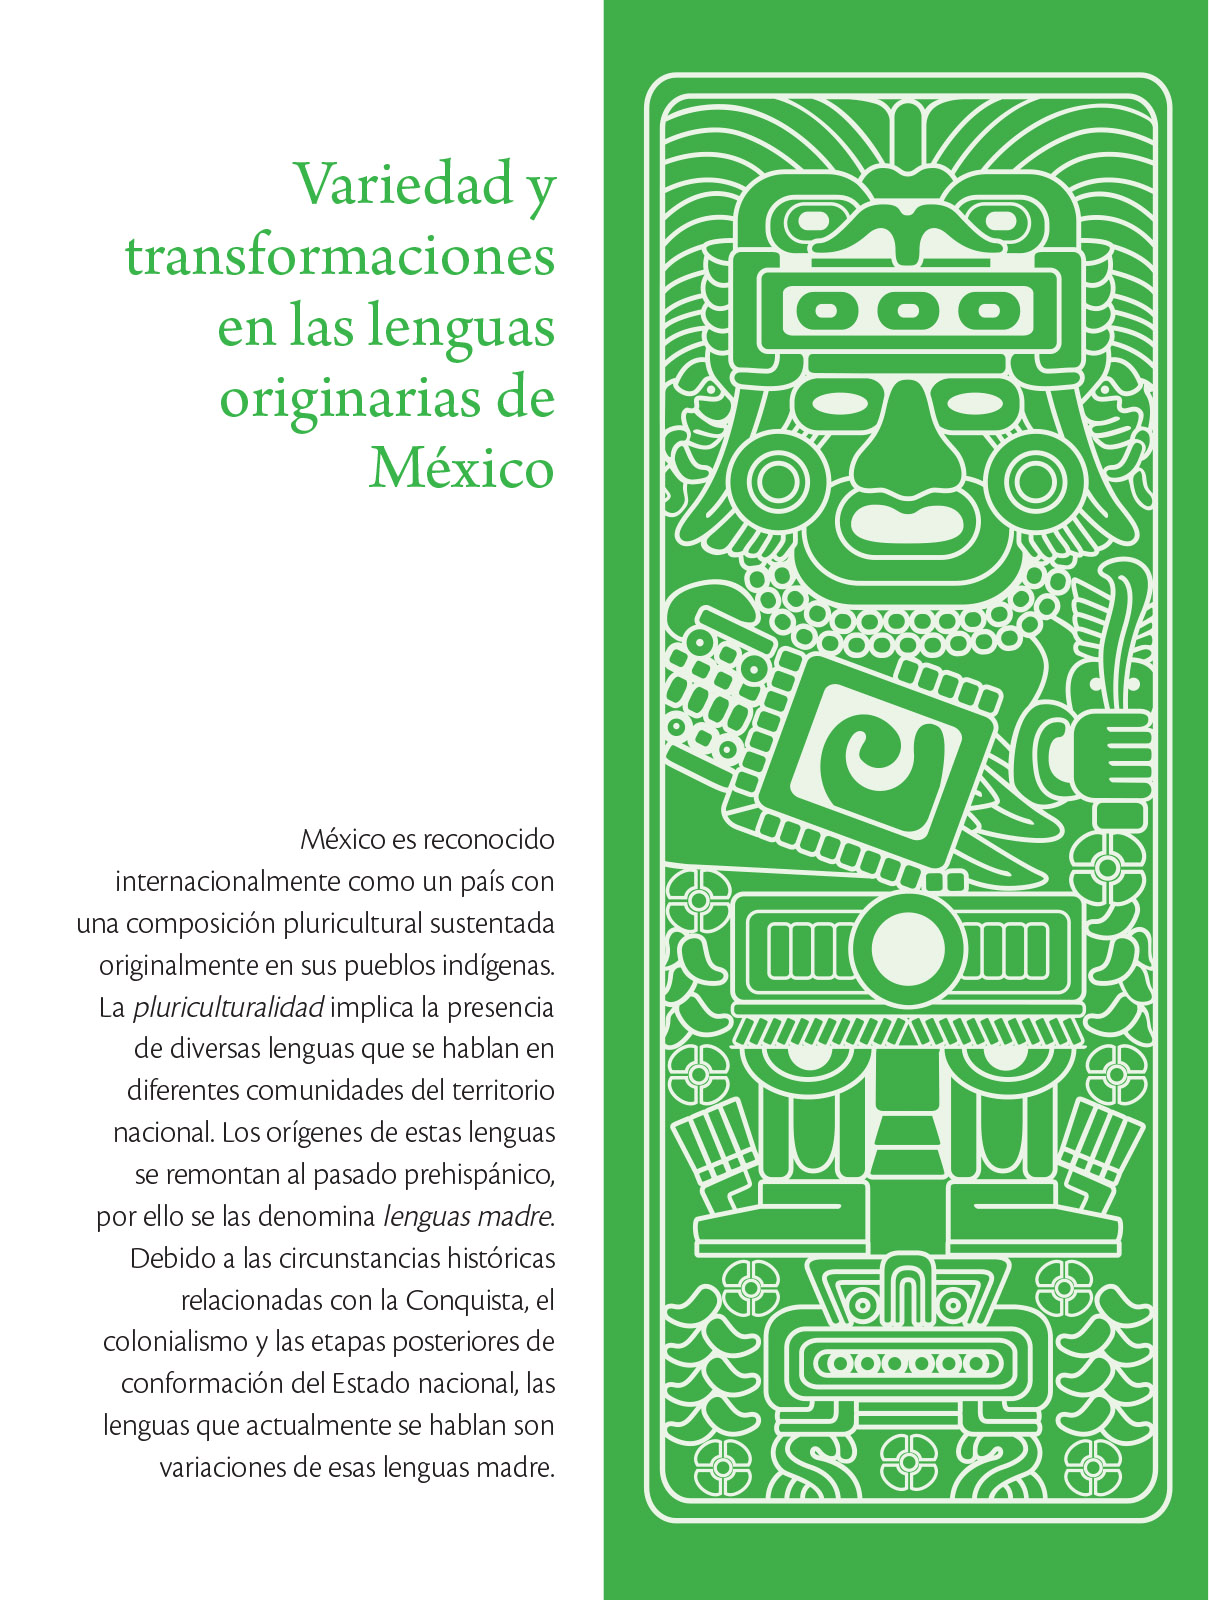 Variedad y
transformaciones
en las lenguas
originarias de
México
México es reconocido
internacionalmente como un país con
una composición pluricultural sustentada
originalmente en sus pueblos indígenas.
La pluriculturalidad implica la presencia
de diversas lenguas que se hablan en
diferentes comunidades del territorio
nacional. Los orígenes de estas lenguas
se remontan al pasado prehispánico,
por ello se las denomina lenguas madre.
Debido a las circunstancias históricas
relacionadas con la Conquista, el
colonialismo y las etapas posteriores de
conformación del Estado nacional, las
lenguas que actualmente se hablan son
variaciones de esas lenguas madre.